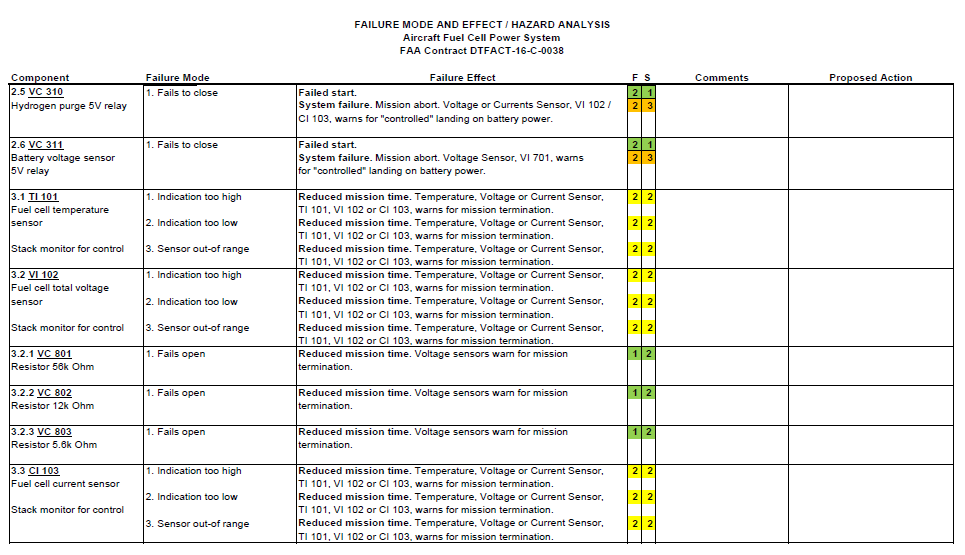 FAILURE MODE AND EFFECT / HAZARD ANALYSIS
Aircraft Fuel Cell Power System
FAA Contract DTFACT-16-C-0038
Component Failure Mode Failure Effect F S Comments Proposed Action
2.5 VC 310 1. Fails to close Failed start. 2 1
Hydrogen purge 5V relay System failure. Mission abort. Voltage or Currents Sensor, VI 102 / 2 3
CI 103, warns for "controlled" landing on battery power.
2.6 VC 311 1. Fails to close Failed start. 2 1
Battery voltage sensor System failure. Mission abort. Voltage Sensor, VI 701, warns 2 3
5V relay for "controlled" landing on battery power.
3.1 TI 101 1. Indication too high Reduced mission time. Temperature, Voltage or Current Sensor, 2 2
Fuel cell temperature TI 101, VI 102 or CI 103, warns for mission termination.
sensor 2. Indication too low Reduced mission time. Temperature, Voltage or Current Sensor, 2 2
TI 101, VI 102 or CI 103, warns for mission termination.
Stack monitor for control 3. Sensor out-of range Reduced mission time. Temperature, Voltage or Current Sensor, 2 2
TI 101, VI 102 or CI 103, warns for mission termination.
3.2 VI 102 1. Indication too high Reduced mission time. Temperature, Voltage or Current Sensor, 2 2
Fuel cell total voltage TI 101, VI 102 or CI 103, warns for mission termination.
sensor 2. Indication too low Reduced mission time. Temperature, Voltage or Current Sensor, 2 2
TI 101, VI 102 or CI 103, warns for mission termination.
Stack monitor for control 3. Sensor out-of range Reduced mission time. Temperature, Voltage or Current Sensor, 2 2
TI 101, VI 102 or CI 103, warns for mission termination.
3.2.1 VC 801 1. Fails open Reduced mission time. Voltage sensors warn for mission 1 2
Resistor 56k Ohm termination.
3.2.2 VC 802 1. Fails open Reduced mission time. Voltage sensors warn for mission 1 2
Resistor 12k Ohm termination.
3.2.3 VC 803 1. Fails open Reduced mission time. Voltage sensors warn for mission 1 2
Resistor 5.6k Ohm termination.
3.3 CI 103 1. Indication too high Reduced mission time. Temperature, Voltage or Current Sensor, 2 2
Fuel cell current sensor TI 101, VI 102 or CI 103, warns for mission termination.
2. Indication too low Reduced mission time. Temperature, Voltage or Current Sensor, 2 2
Stack monitor for control TI 101, VI 102 or CI 103, warns for mission termination.
3. Sensor out-of range Reduced mission time. Temperature, Voltage or Current Sensor, 2 2
TI 101, VI 102 or CI 103, warns for mission termination.